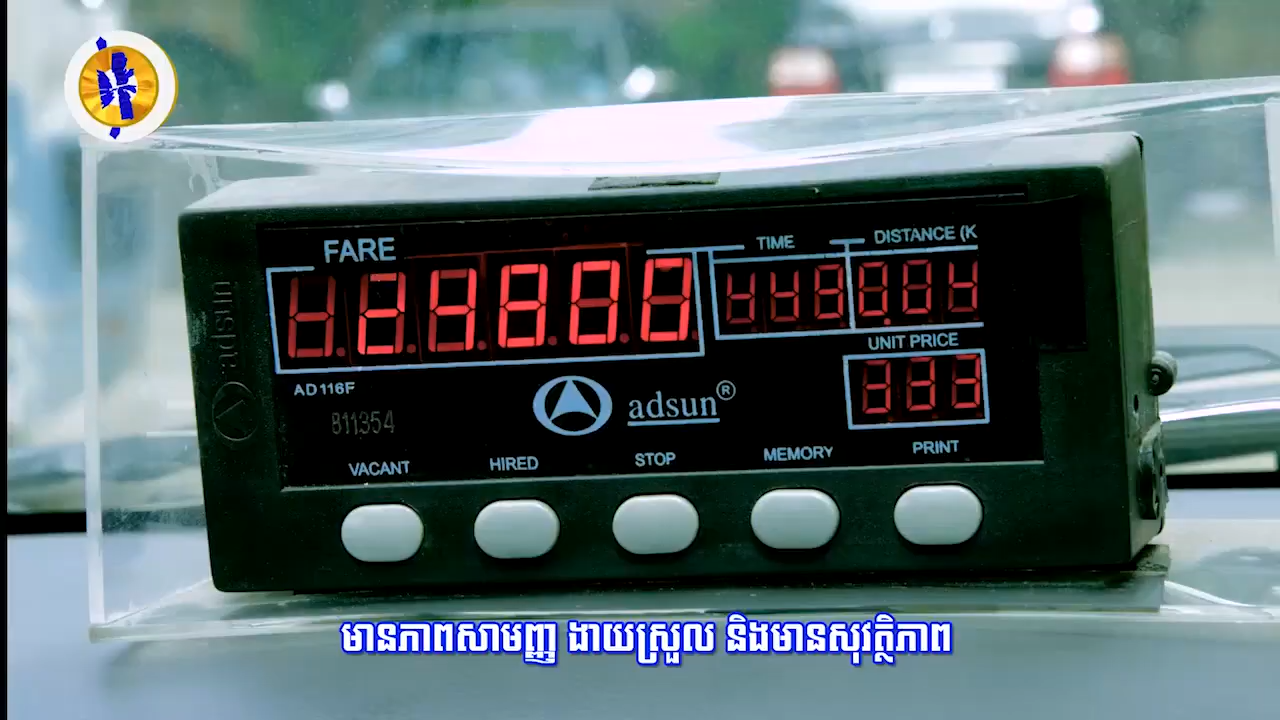 FARE
TIME
DISTANCE (K
UNIT PRICE
adsun
AD116F
811354
adsun®
VACANT
HIRED
STOP
MEMORY
PRINT
មានភាពសាមញ្ញ ងាយស្រួល និងមានសុវត្ថិភាព